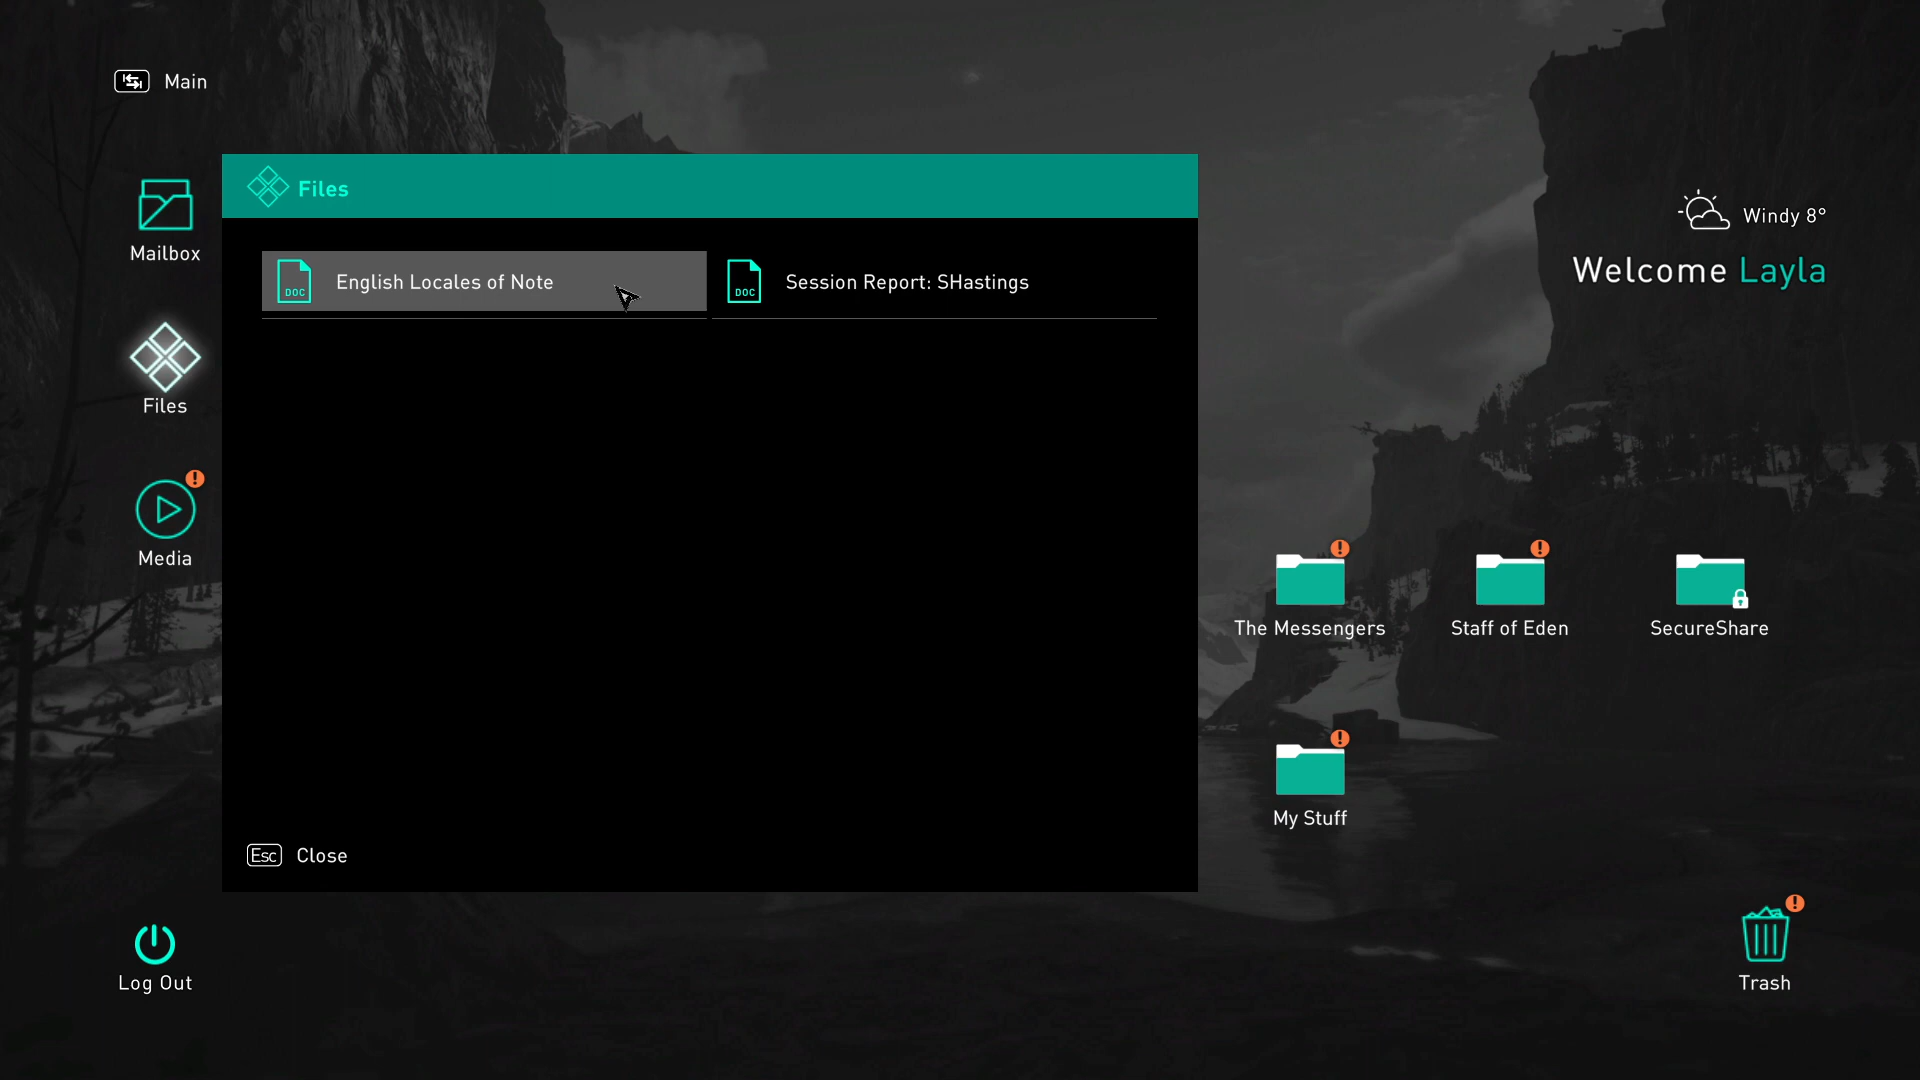 Main
Files
Mailbox
Windy 8°
English Locales of Note
Session Report: SHastings
DOC
DOC
Welcome Layla
Files
Media
The Messengers
Staff of Eden
SecureShare
My Stuff
Esc Close
Log Out
Trash